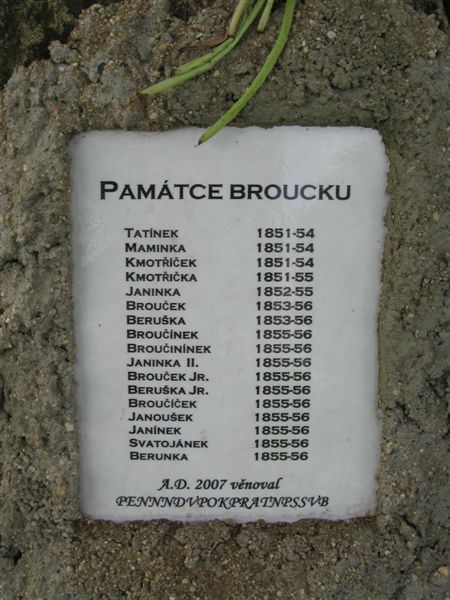 PAMÁTCE BROUCKU
TATÍNEK 1851-54
MAMINKA 1851-54
KMOTŘÍČEK 1851-54
KMOTŘIČKA 1851-55
JANINKA 1852-55
BROUČEK 1853-56
BERUŠKA 1853-56
BROUČÍNEK 1855-56
BROUČINÍNEK 1855-56
JANINKA II. 1855-56
BROUČEK JR. 1855-56
BERUŠKA JR. 1855-56
BROUČÍČEK 1855-56
JANOUŠEK 1855-56
JANÍNEK 1855-56
SVATOJÁNEK 1855-56
BERUNKA 1855-56
A.D. 2007 věnoval
PENNNDVPOKPRATNPSSVB